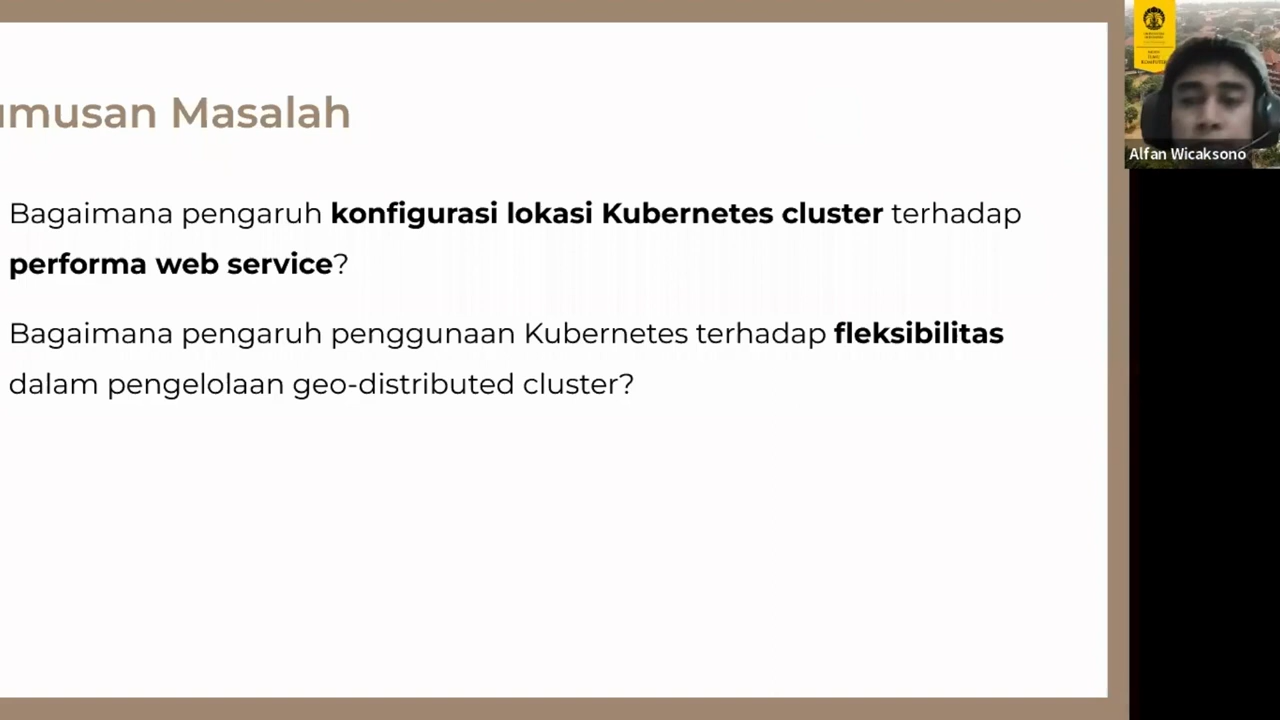 umusan Masalah
Bagaimana pengaruh konfigurasi lokasi Kubernetes cluster terhadap
performa web service?
Bagaimana pengaruh penggunaan Kubernetes terhadap fleksibilitas
dalam pengelolaan geo-distributed cluster?
Alfan Wicaksono